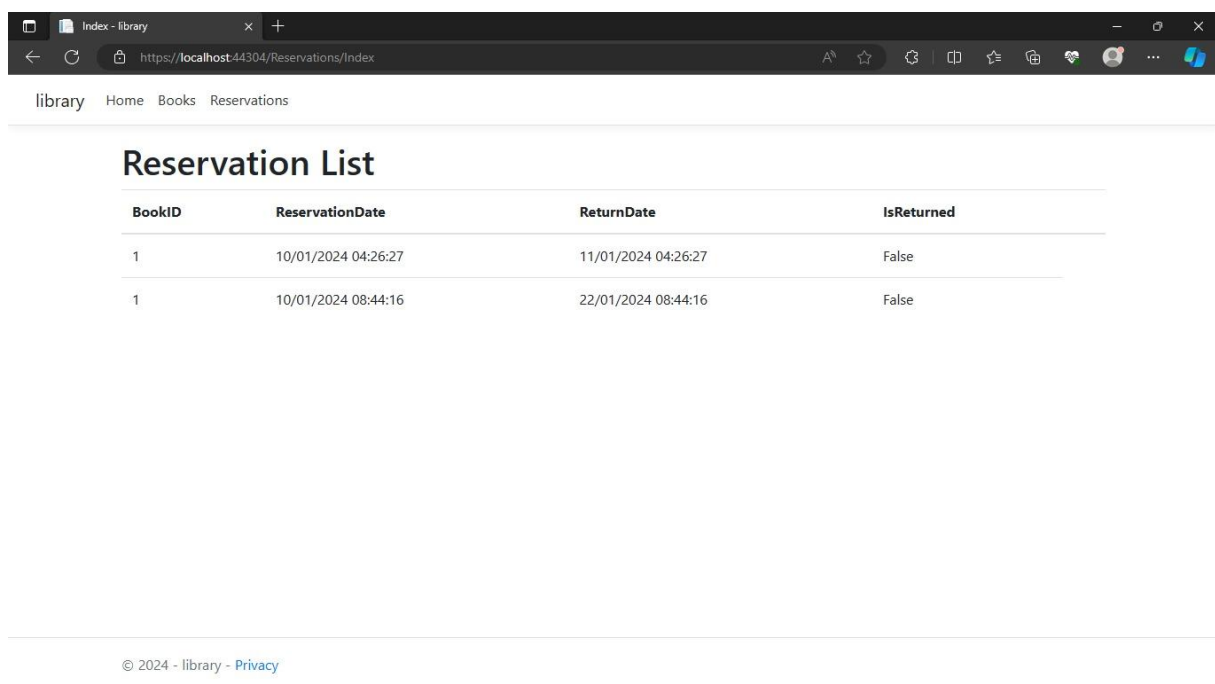 Index - library
https://localhost:44304/Reservations/Index
library Home Books Reservations
Reservation List
BookID ReservationDate ReturnDate IsReturned
1 10/01/2024 04:26:27 11/01/2024 04:26:27 False
1 10/01/2024 08:44:16 22/01/2024 08:44:16 False
© 2024 - library - Privacy